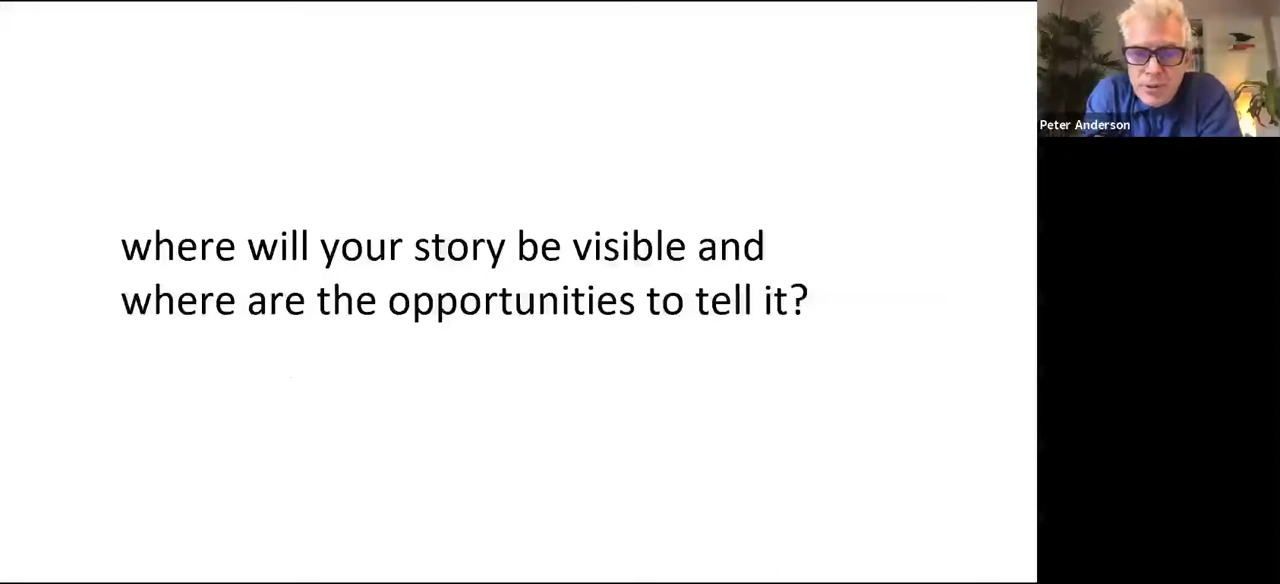 where will your story be visible and
where are the opportunities to tell it?
Peter Anderson